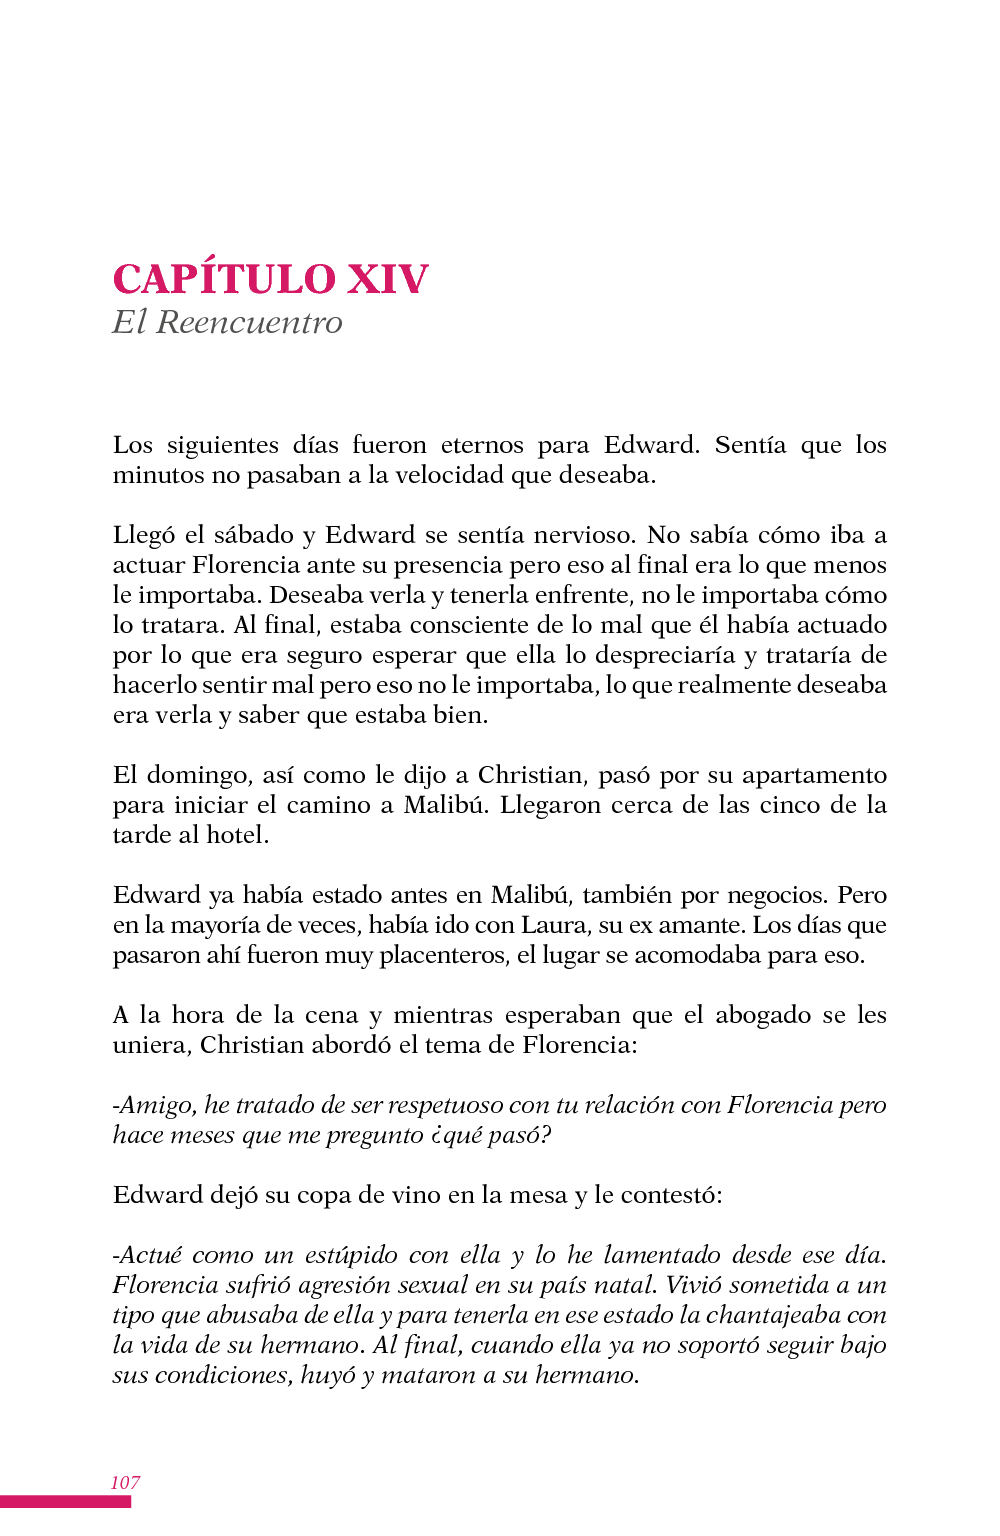 CAPÍTULO XIV
El Reencuentro
Los siguientes días fueron eternos para Edward. Sentía que los
minutos no pasaban a la velocidad que deseaba.
Llegó el sábado y Edward se sentía nervioso. No sabía cómo iba a
actuar Florencia ante su presencia pero eso al final era lo que menos
le importaba. Deseaba verla y tenerla enfrente, no le importaba cómo
lo tratara. Al final, estaba consciente de lo mal que él había actuado
por lo que era seguro esperar que ella lo despreciaría y trataría de
hacerlo sentir mal pero eso no le importaba, lo que realmente deseaba
era verla y saber que estaba bien.
El domingo, así como le dijo a Christian, pasó por su apartamento
para iniciar el camino a Malibú. Llegaron cerca de las cinco de la
tarde al hotel.
Edward ya había estado antes en Malibú, también por negocios. Pero
en la mayoría de veces, había ido con Laura, su ex amante. Los días que
pasaron ahí fueron muy placenteros, el lugar se acomodaba para eso.
A la hora de la cena y mientras esperaban que el abogado se les
uniera, Christian abordó el tema de Florencia:
-Amigo, he tratado de ser respetuoso con tu relación con Florencia pero
hace meses que me pregunto ¿qué pasó?
Edward dejó su copa de vino en la mesa y le contestó:
-Actué como un estúpido con ella y lo he lamentado desde ese día.
Florencia sufrió agresión sexual en su país natal. Vivió sometida a un
tipo que abusaba de ella y para tenerla en ese estado la chantajeaba con
la vida de su hermano. Al final, cuando ella ya no soportó seguir bajo
sus condiciones, huyó y mataron a su hermano.
107